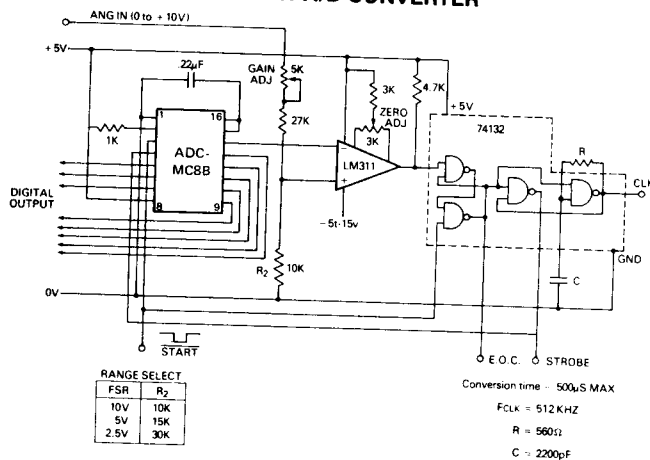 A/D CONVERTER
ANG IN (0 to + 10V)
+ 5V
.22µF
GAIN ADJ
5K
3K
4.7K
+ 5V
1
16
1K
27K
ZERO ADJ
3K
74132
ADC-
MC8B
LM311
R
CLK
DIGITAL
OUTPUT
8
9
- 5t·15v
R₂
10K
C
GND
0V
START
E.O.C.
STROBE
RANGE SELECT
FSR R₂
10V 10K
5V 15K
2.5V 30K
Conversion time - 500µS MAX
FCLK = 512 KHZ
R = 560Ω
C = 2200pF